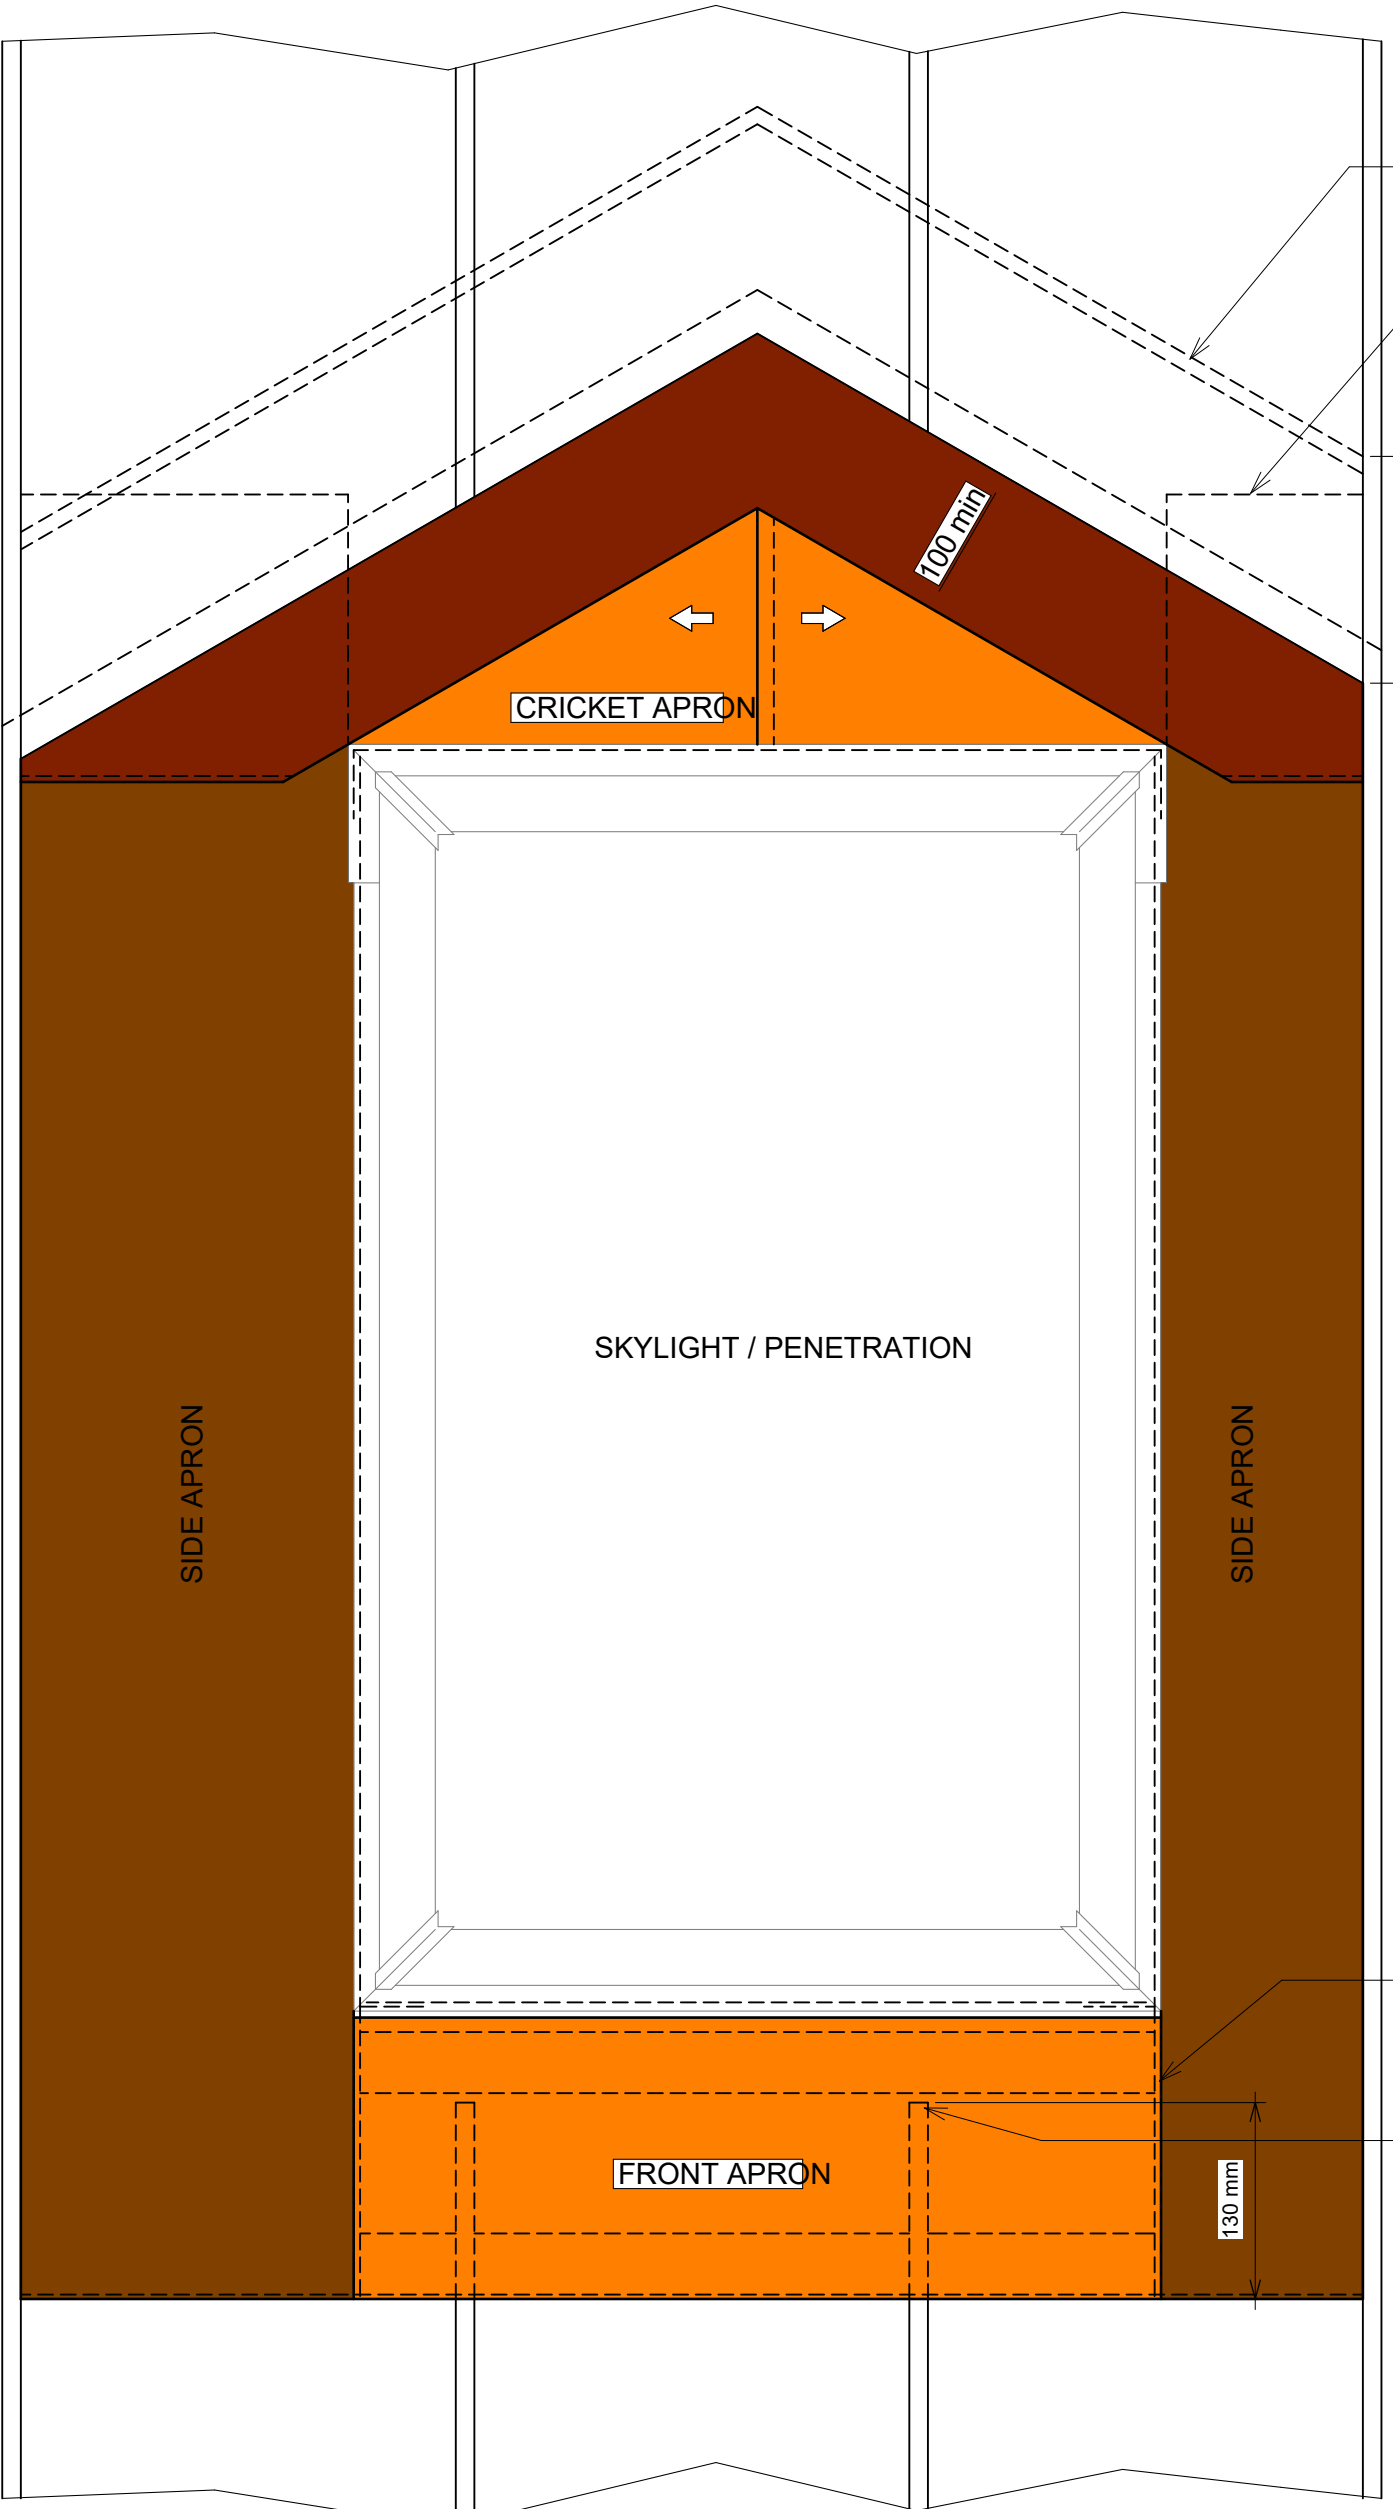 100 min
CRICKET APRON
SKYLIGHT / PENETRATION
SIDE APRON
SIDE APRON
FRONT APRON
130 mm